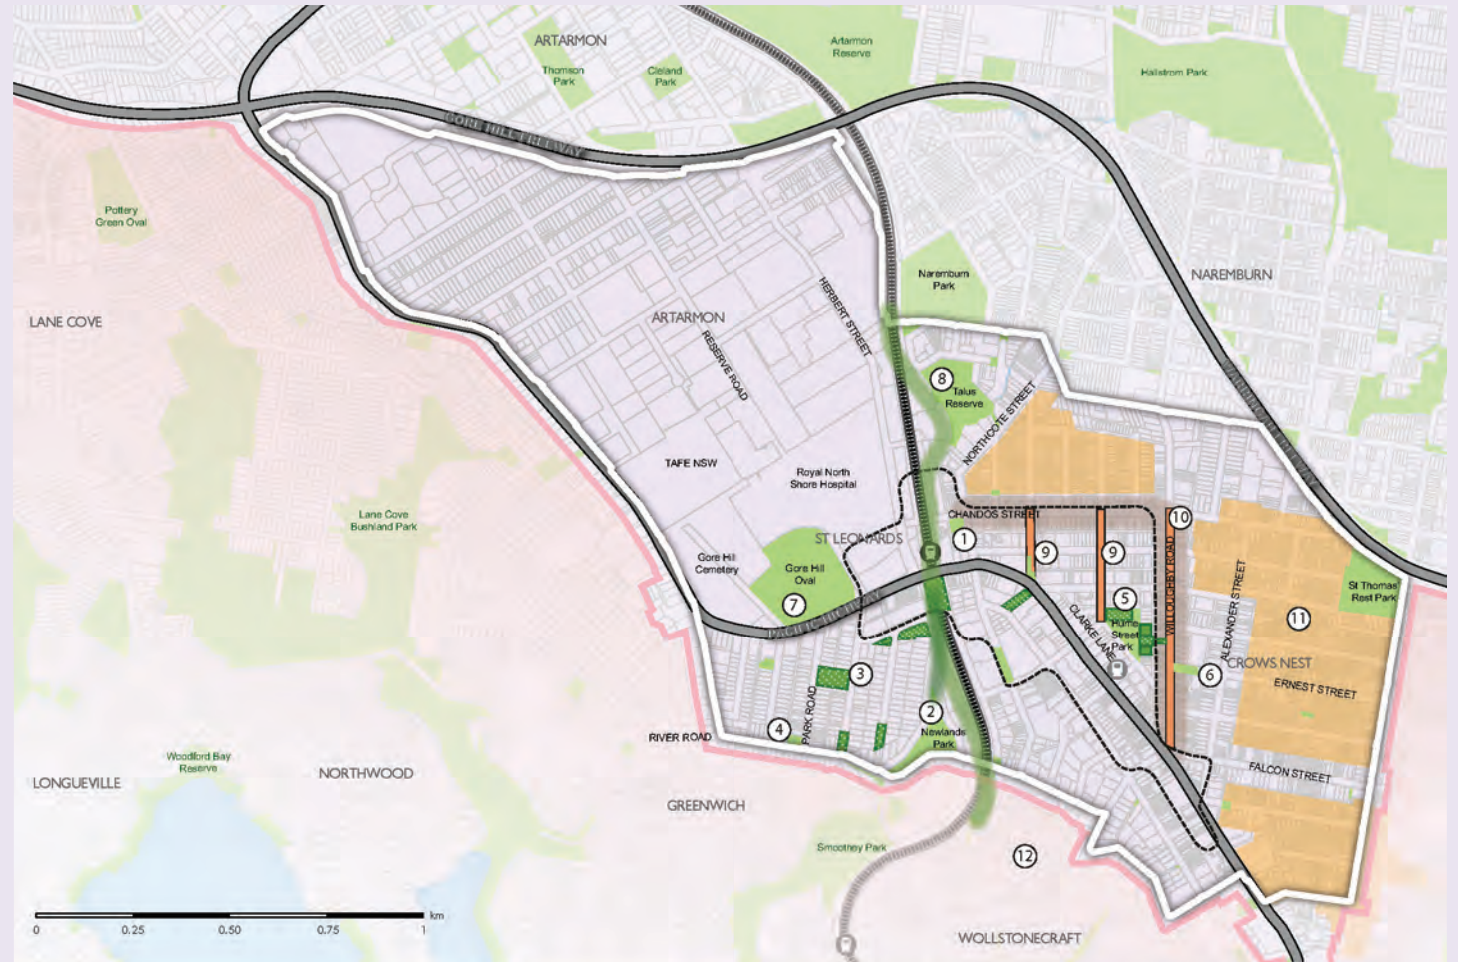 ARTARMON
Artarmon
Reserve
Thomson
Park
Cleland
Park
Hallstrom Park
GORE HILL FREEWAY
Pottery
Green Oval
Naremburn
Park
NAREMBURN
LANE COVE
ARTARMON
HERBERT STREET
RESERVE ROAD
8
Talus
Reserve
NORTHCOTE STREET
TAFE NSW
Royal North
Shore Hospital
Lane Cove
Bushland Park
CHANDOS STREET
10
ST LEONARDS
1
9
9
WILLOUGHBY ROAD
Gore Hill
Cemetery
Gore Hill
Oval
7
PACIFIC HIGHWAY
5
Hume
Street
Park
CLARKE LANE
ALEXANDER STREET
St Thomas
Rest Park
11
CROWS NEST
6
ERNEST STREET
3
PARK ROAD
2
Newlands
Park
4
RIVER ROAD
FALCON STREET
Woodford Bay
Reserve
LONGUEVILLE
NORTHWOOD
GREENWICH
Smoothey Park
12
WOLLSTONECRAFT
km
0
0.25
0.50
0.75
1